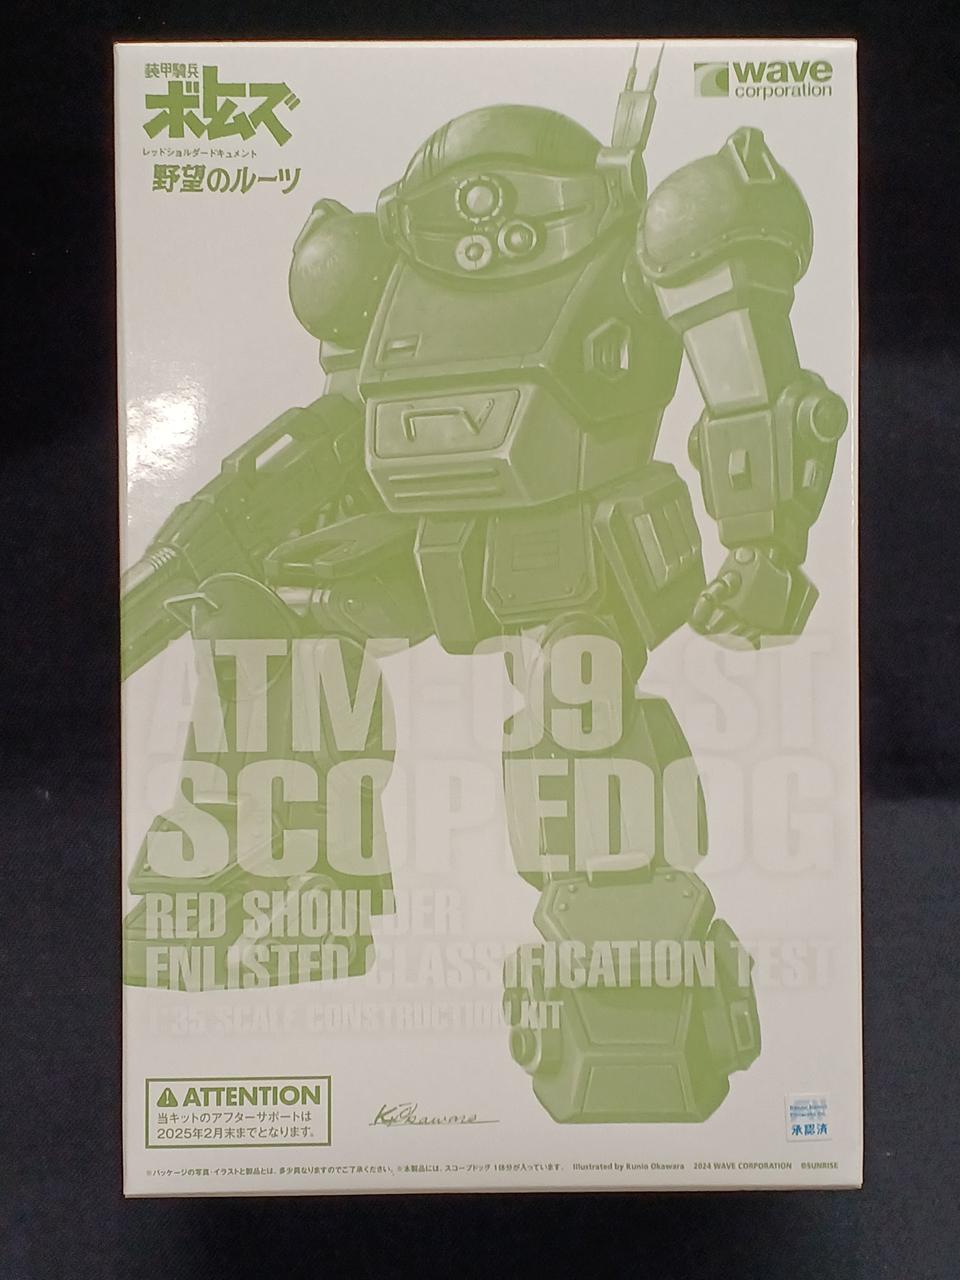 装甲騎兵
ボトムズ
レッドショルダードキュメント
野望のルーツ
wave
corporation
ATM-09-ST
SCOPEDOG
RED SHOULDER
ENLISTED CLASSIFICATION TEST
1:35 SCALE CONSTRUCTION KIT
ATTENTION
当キットのアフターサポートは
2025年2月末までとなります。
K.Okawara
承認済
※パッケージの写真・イラストと製品とは、多少異なりますのでご了承ください。※本製品には、スコープドッグ 1体分が入っています。 Illustrated by Kunio Okawara 2024 WAVE CORPORATION ©SUNRISE